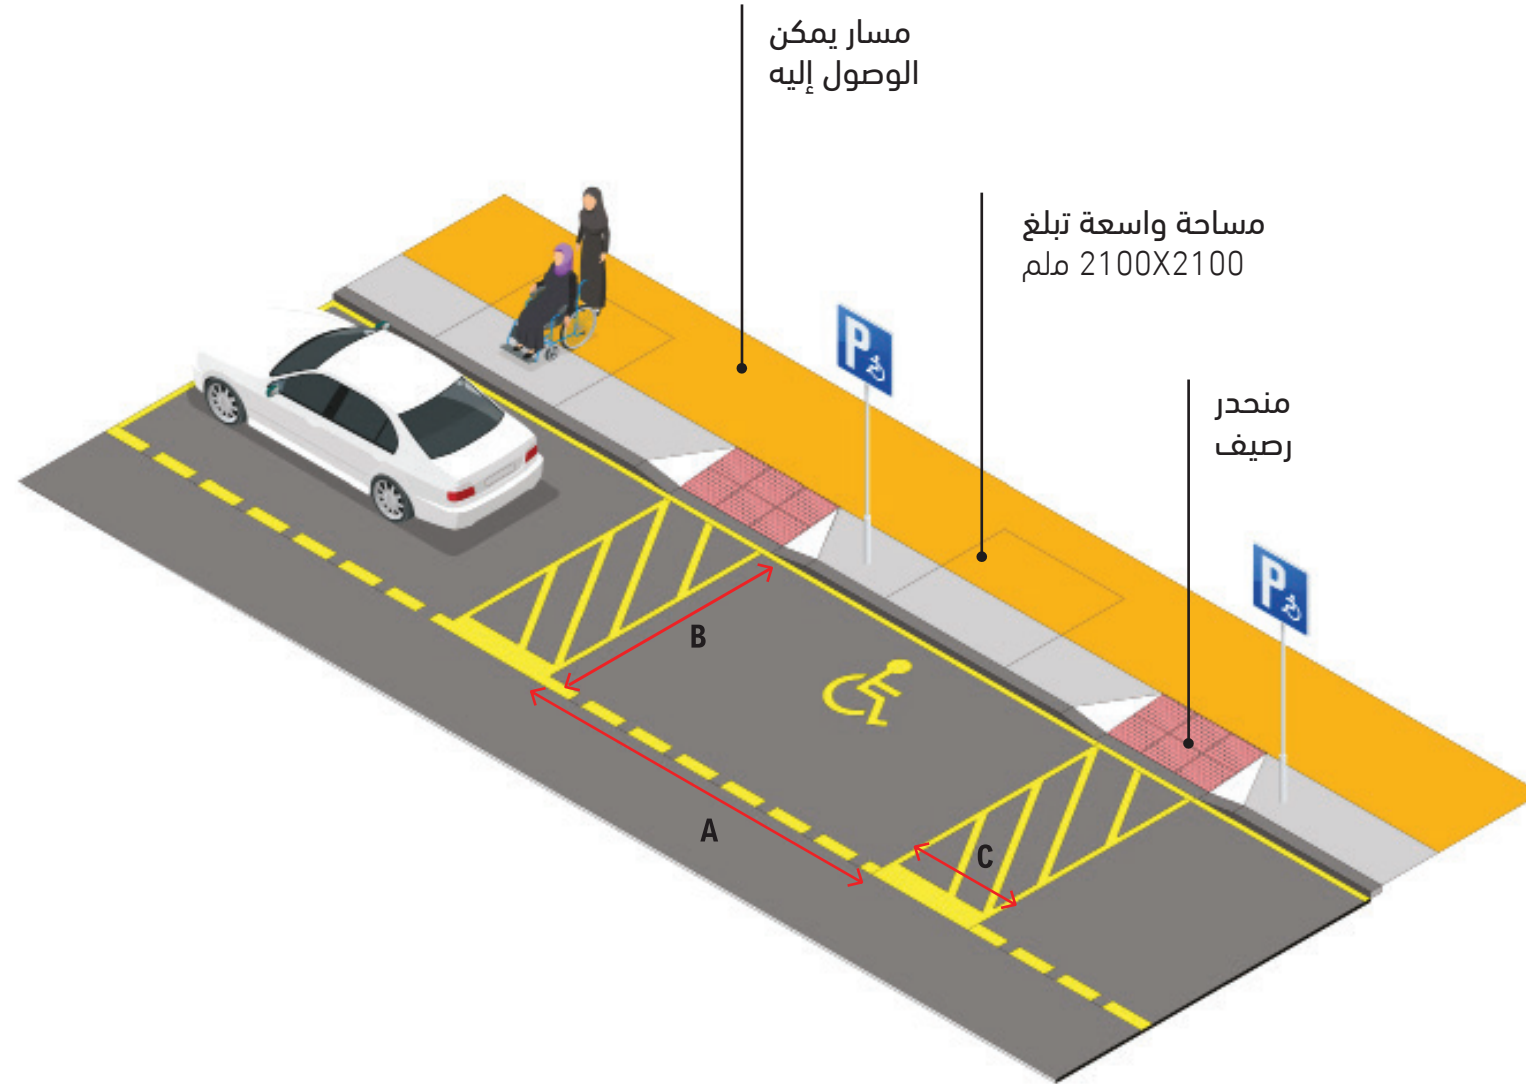 مسار يمكن
الوصول إليه
مساحة واسعة تبلغ
2100X2100 ملم
منحدر
رصيف
P
P
B
A
C